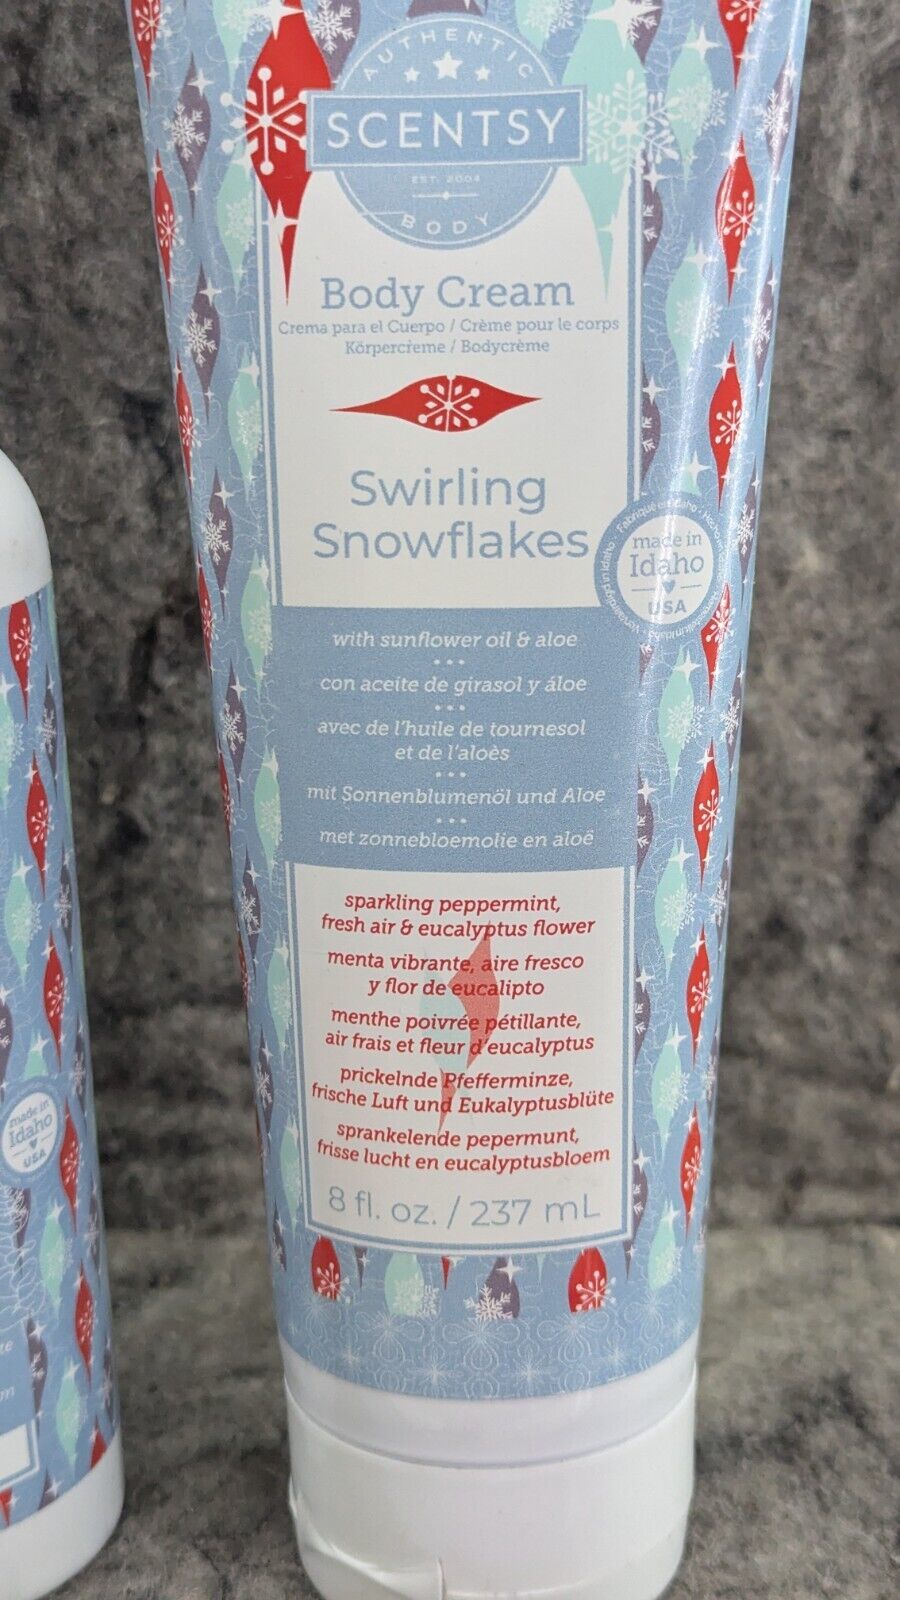 AUTHENTIC
SCENTSY
EST. 2004
BODY
Body Cream
Crema para el Cuerpo / Crème pour le corps
Körpercreme / Bodycrème
Swirling
Snowflakes
made in
Idaho
USA
with sunflower oil & aloe
con aceite de girasol y áloe
avec de l'huile de tournesol
et de l'aloès
mit Sonnenblumenöl und Aloe
met zonnebloemolie en aloë
sparkling peppermint,
fresh air & eucalyptus flower
menta vibrante, aire fresco
y flor de eucalipto
menthe poivrée pétillante,
air frais et fleur d'eucalyptus
prickelnde Pfefferminze,
frische Luft und Eukalyptusblüte
sprankelende pepermunt,
frisse lucht en eucalyptusbloem
8 fl. oz. / 237 mL
made in
Idaho
USA